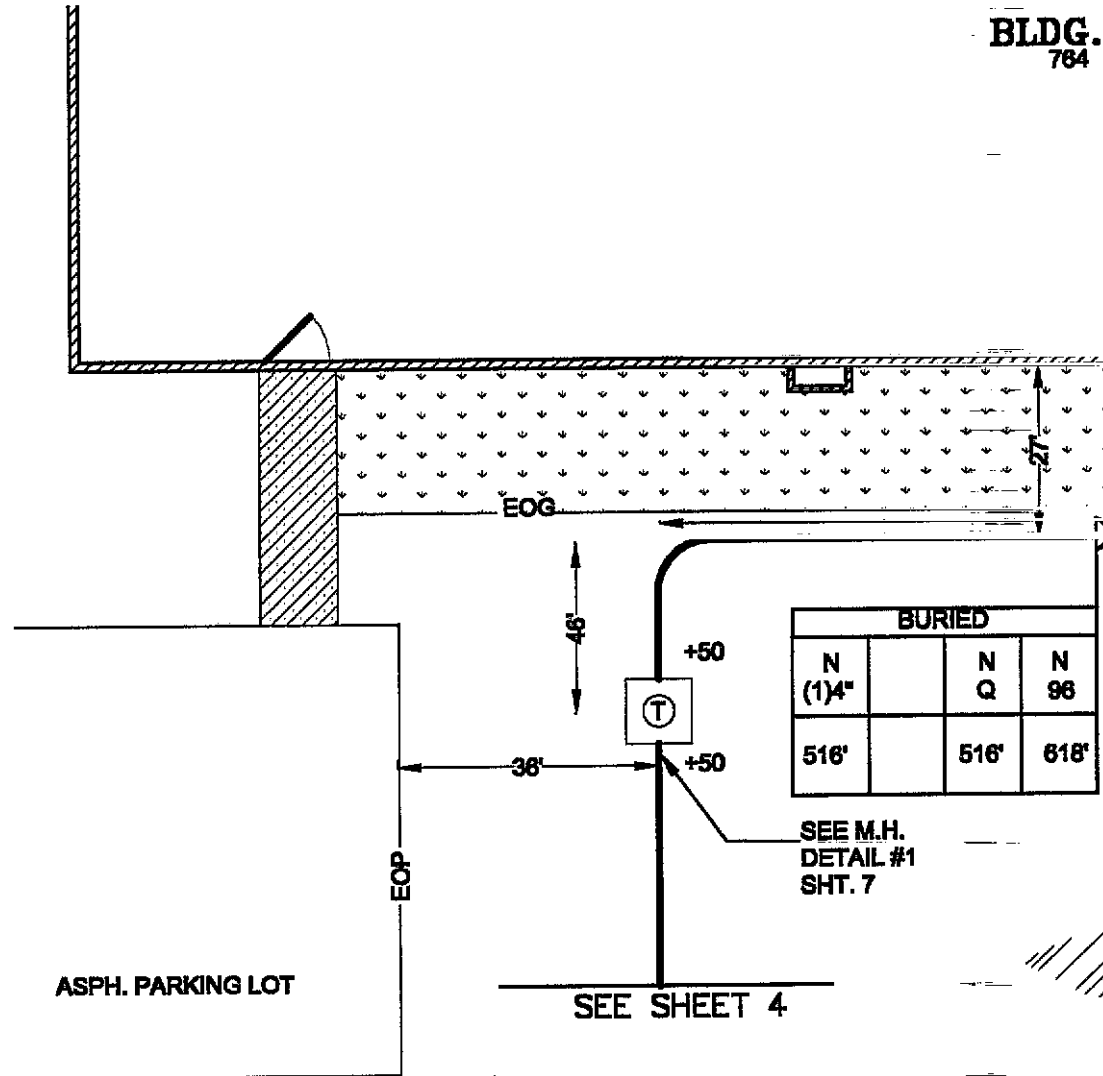 BLDG.
764
27'
EOG
46'
+50
BURIED
N N N
(1)4" Q 96
516' 516' 618'
T
36'
+50
SEE M.H.
DETAIL #1
SHT. 7
EOP
ASPH. PARKING LOT
SEE SHEET 4